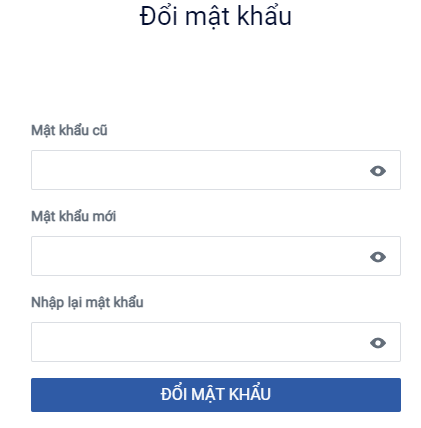 Đổi mật khẩu
Mật khẩu cũ
Mật khẩu mới
Nhập lại mật khẩu
ĐỔI MẬT KHẨU